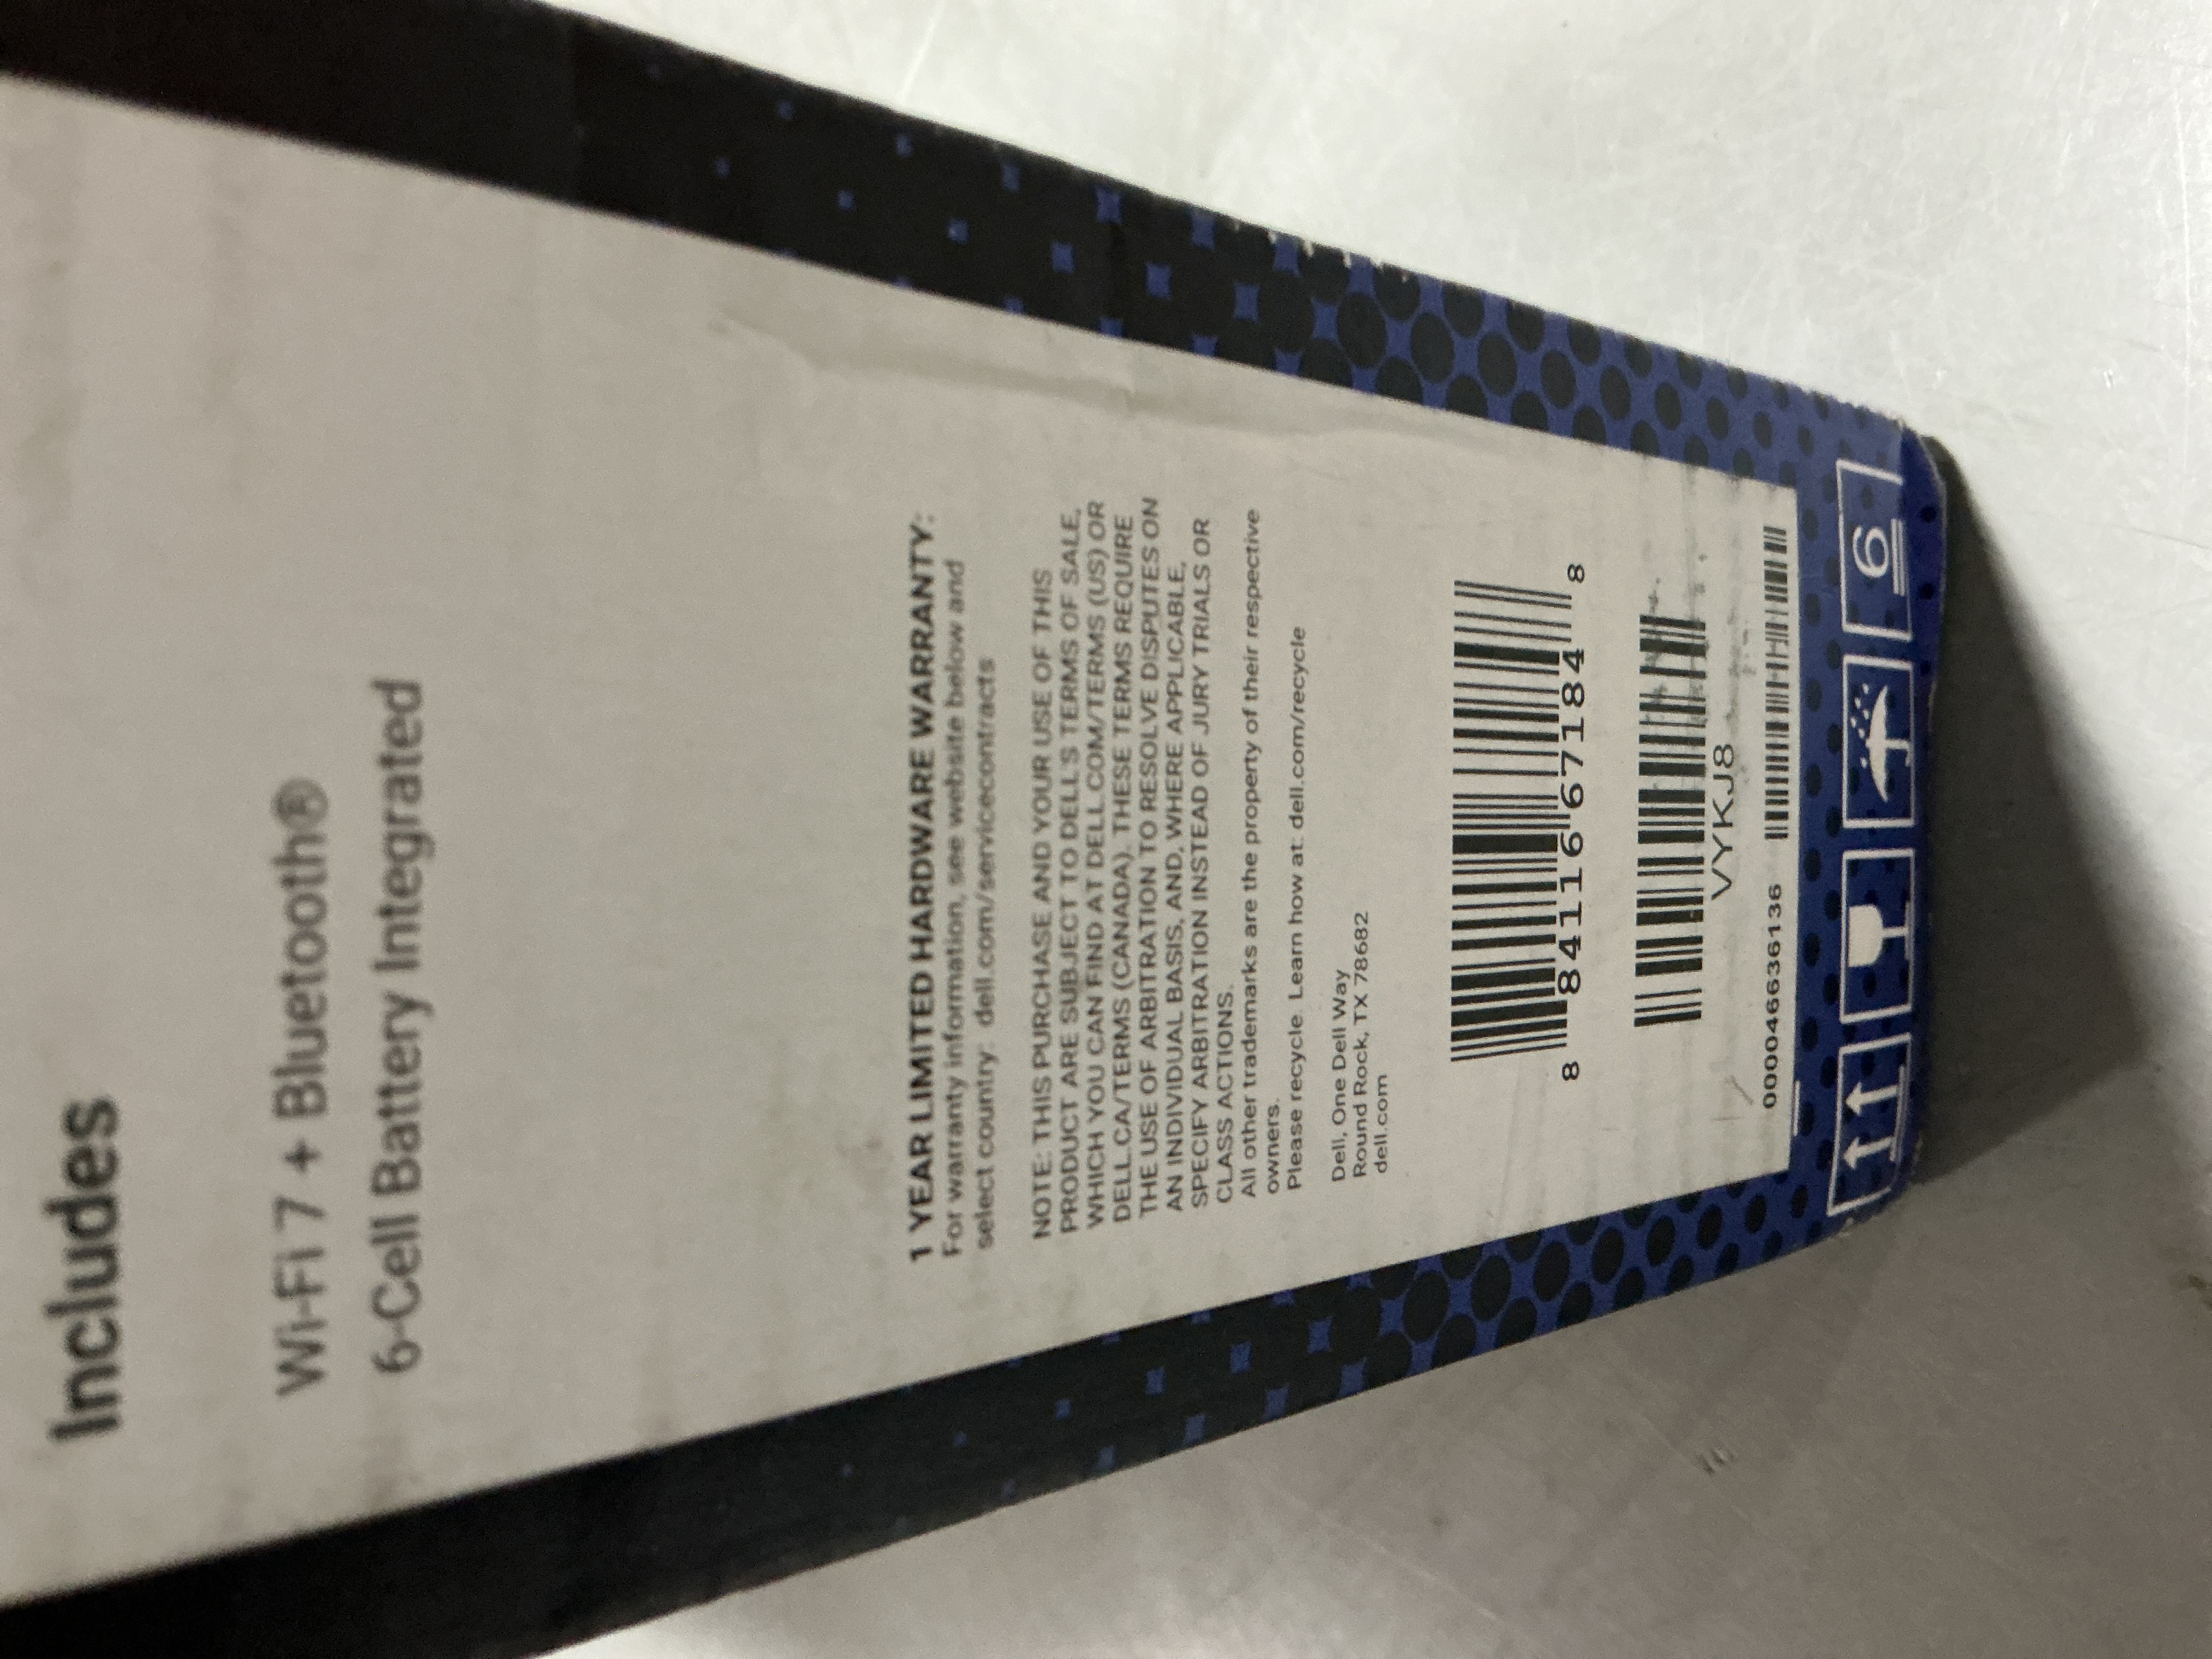 Includes
Wi-Fi 7 + Bluetooth®
6-Cell Battery Integrated
1 YEAR LIMITED HARDWARE WARRANTY:
For warranty information, see website below and
select country: dell.com/servicecontracts
NOTE: THIS PURCHASE AND YOUR USE OF THIS
PRODUCT ARE SUBJECT TO DELL'S TERMS OF SALE,
WHICH YOU CAN FIND AT DELL.COM/TERMS (US) OR
DELL.CA/TERMS (CANADA). THESE TERMS REQUIRE
THE USE OF ARBITRATION TO RESOLVE DISPUTES ON
AN INDIVIDUAL BASIS, AND, WHERE APPLICABLE,
SPECIFY ARBITRATION INSTEAD OF JURY TRIALS OR
CLASS ACTIONS.
All other trademarks are the property of their respective
owners.
Please recycle. Learn how at: dell.com/recycle
Dell, One Dell Way
Round Rock, TX 78682
dell.com
8 84116 67184 8
VYKJ8
000046636136
6